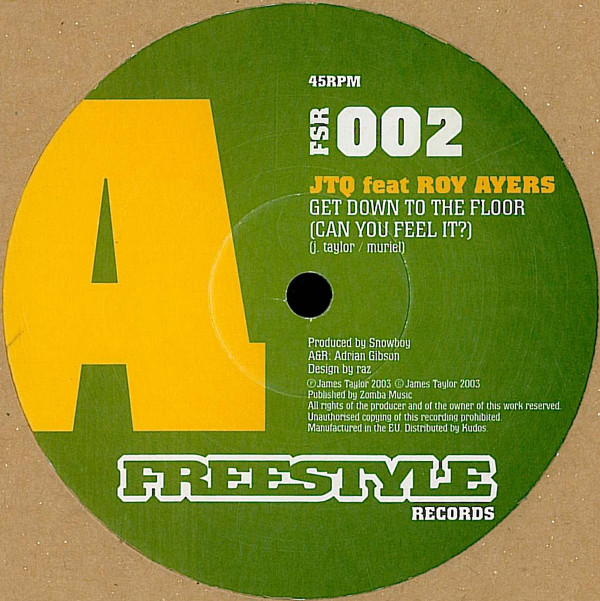 45RPM
FSR 002
JTQ feat ROY AYERS
GET DOWN TO THE FLOOR
(CAN YOU FEEL IT?)
(j. taylor / muriel)
A
Produced by Snowboy
A&R: Adrian Gibson
Design by raz
℗ James Taylor 2003 © James Taylor 2003
Published by Zomba Music
All rights of the producer and of the owner of this work reserved.
Unauthorised copying of this recording prohibited.
Manufactured in the EU. Distributed by Kudos.
FREESTYLE
RECORDS